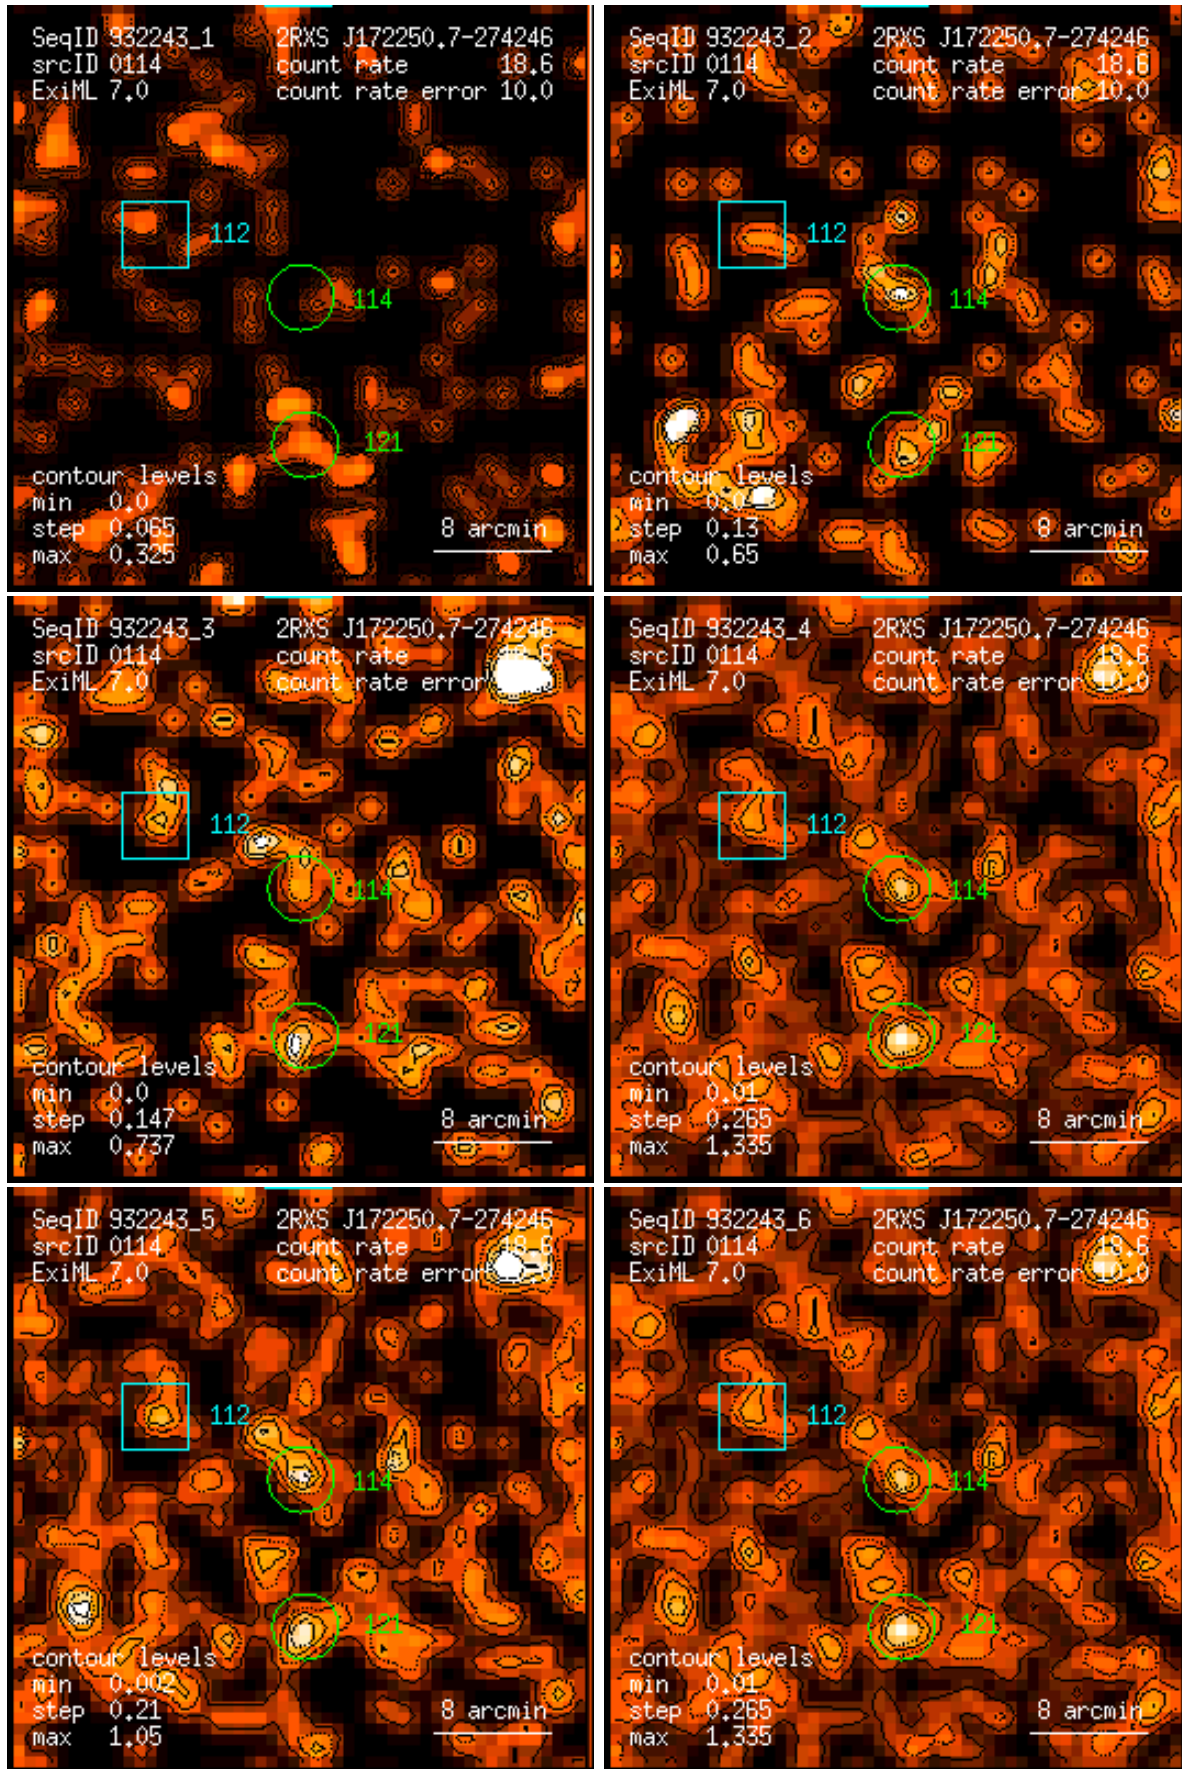 SeqID 932243_1 2RXS J172250.7-274246
srcID 0114 count rate 18.6
ExiML 7.0 count rate error 10.0
112
114
121
contour levels
min 0.0
step 0.065 8 arcmin
max 0.325
SeqID 932243_2 2RXS J172250.7-274246
srcID 0114 count rate 18.6
ExiML 7.0 count rate error 10.0
112
114
121
contour levels
min 0.0
step 0.13 8 arcmin
max 0.65
SeqID 932243_3 2RXS J172250.7-274246
srcID 0114 count rate
ExiML 7.0 count rate error
112
114
121
contour levels
min 0.0
step 0.147 8 arcmin
max 0.737
SeqID 932243_4 2RXS J172250.7-274246
srcID 0114 count rate 18.6
ExiML 7.0 count rate error 10.0
112
114
121
contour levels
min 0.01
step 0.265 8 arcmin
max 1.335
SeqID 932243_5 2RXS J172250.7-274246
srcID 0114 count rate 18.6
ExiML 7.0 count rate error
112
114
121
contour levels
min 0.002
step 0.21 8 arcmin
max 1.05
SeqID 932243_6 2RXS J172250.7-274246
srcID 0114 count rate 18.6
ExiML 7.0 count rate error 10.0
112
114
121
contour levels
min 0.01
step 0.265 8 arcmin
max 1.335